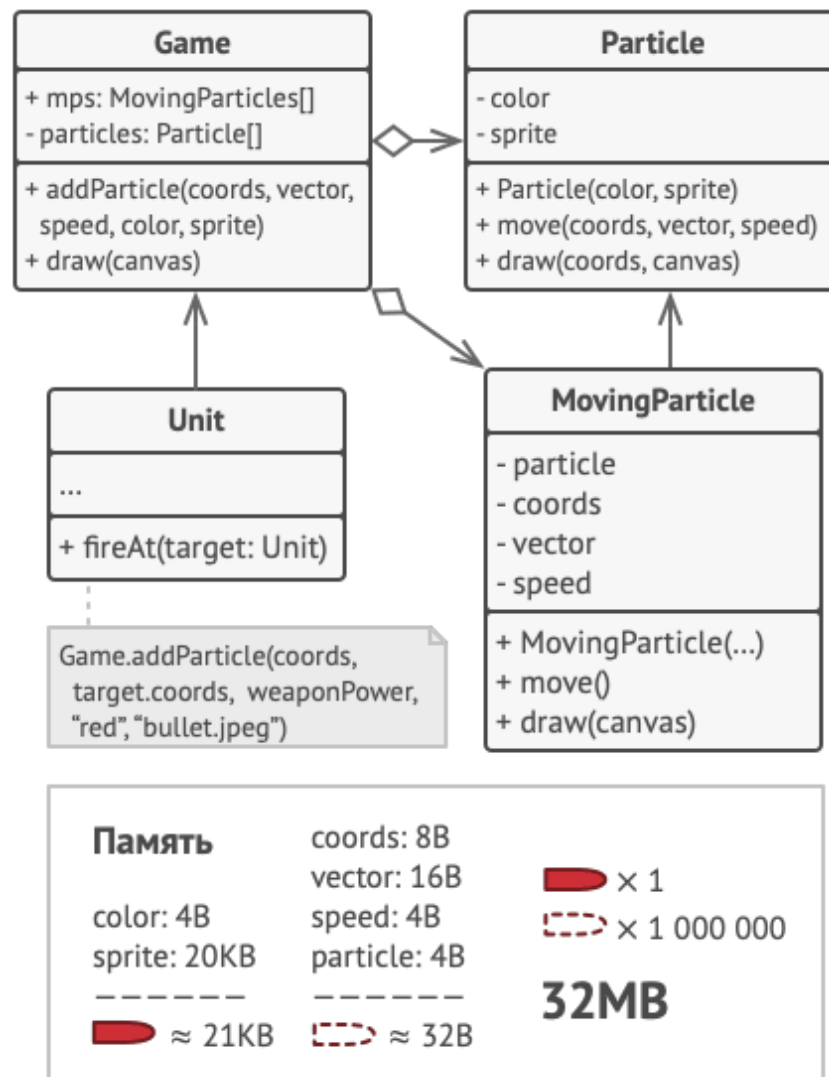 Game
+ mps: MovingParticles[]
- particles: Particle[]
+ addParticle(coords, vector,
speed, color, sprite)
+ draw(canvas)
Particle
- color
- sprite
+ Particle(color, sprite)
+ move(coords, vector, speed)
+ draw(coords, canvas)
Unit
...
+ fireAt(target: Unit)
Game.addParticle(coords,
target.coords, weaponPower,
“red”,“bullet.jpeg”)
MovingParticle
- particle
- coords
- vector
- speed
+ MovingParticle(...)
+ move()
+ draw(canvas)
Память
color: 4B
sprite: 20KB
––––––
≈ 21KB
coords: 8B
vector: 16B
speed: 4B
particle: 4B
––––––
≈ 32B
× 1
× 1 000 000
32MB